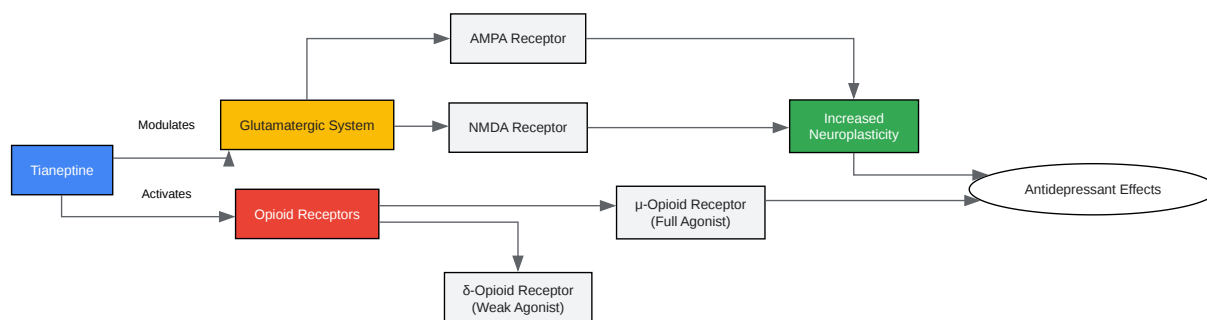 AMPA Receptor
Modulates
Glutamatergic System
NMDA Receptor
Increased
Neuroplasticity
Tianeptine
Activates
Antidepressant Effects
Opioid Receptors
μ-Opioid Receptor
(Full Agonist)
δ-Opioid Receptor
(Weak Agonist)